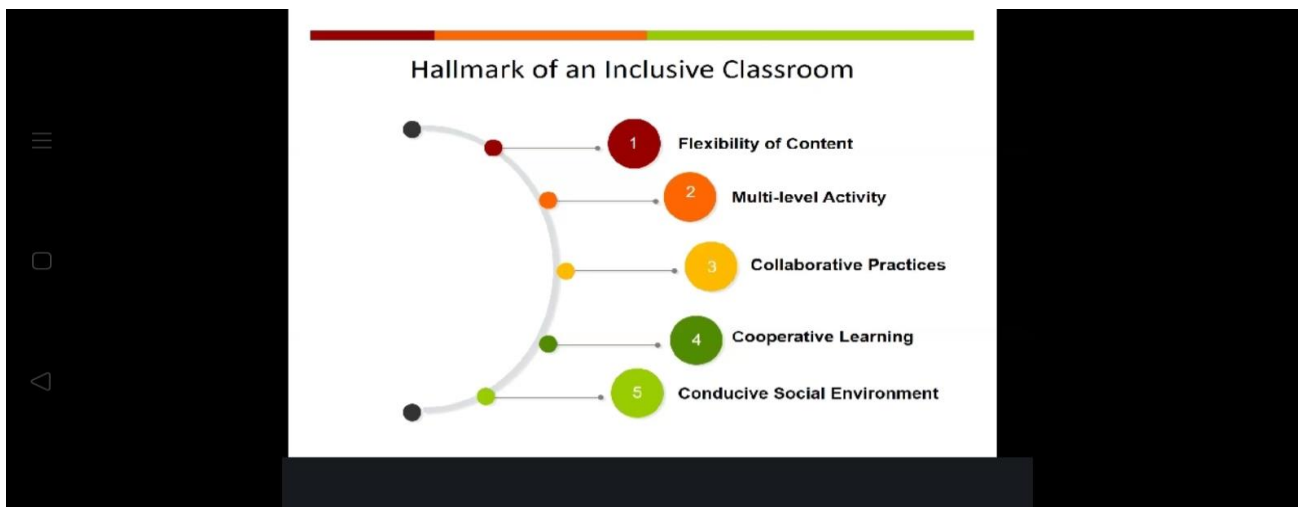 Hallmark of an Inclusive Classroom
1 Flexibility of Content
2 Multi-level Activity
3 Collaborative Practices
4 Cooperative Learning
5 Conducive Social Environment